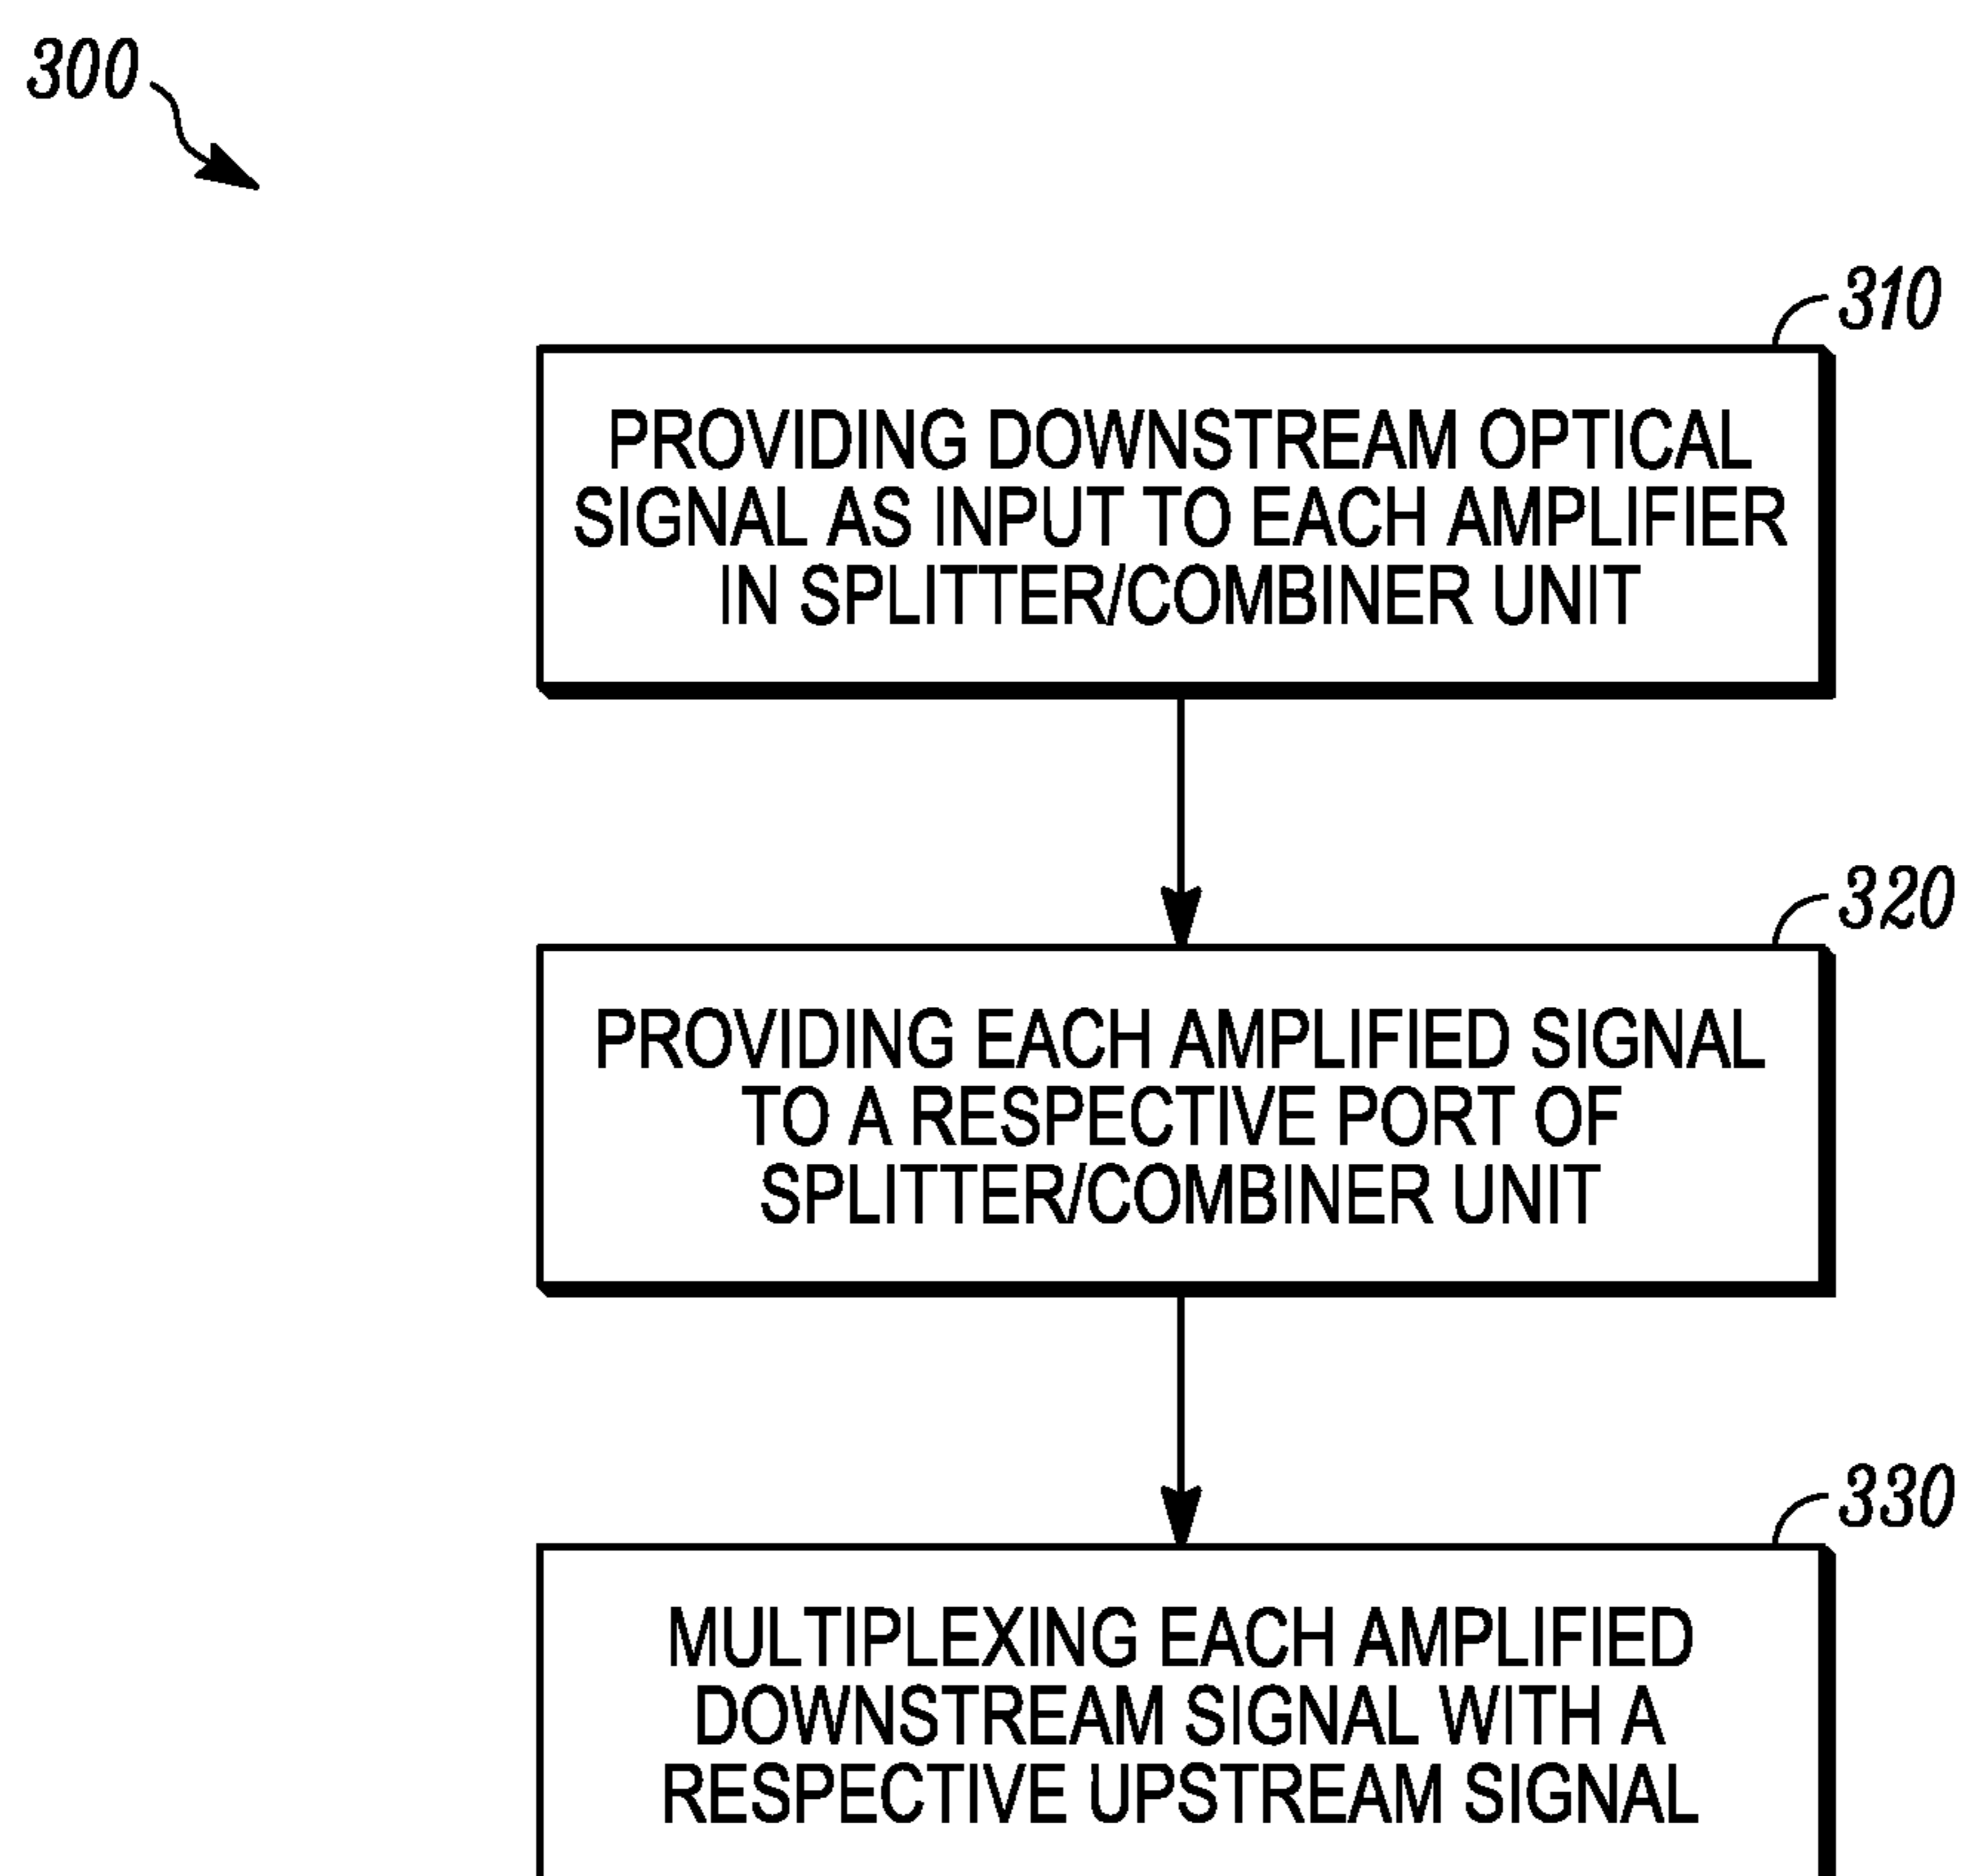 300
310
PROVIDING DOWNSTREAM OPTICAL
SIGNAL AS INPUT TO EACH AMPLIFIER
IN SPLITTER/COMBINER UNIT
320
PROVIDING EACH AMPLIFIED SIGNAL
TO A RESPECTIVE PORT OF
SPLITTER/COMBINER UNIT
330
MULTIPLEXING EACH AMPLIFIED
DOWNSTREAM SIGNAL WITH A
RESPECTIVE UPSTREAM SIGNAL